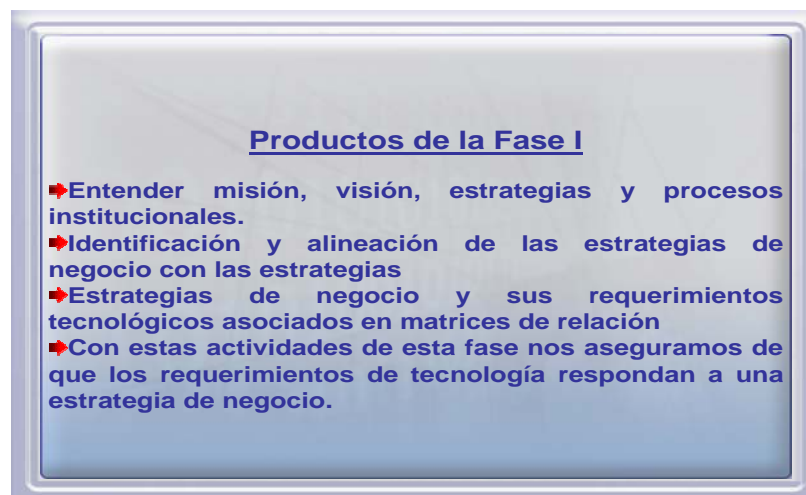 Productos de la Fase I
Entender misión, visión, estrategias y procesos
institucionales.
Identificación y alineación de las estrategias de
negocio con las estrategias
Estrategias de negocio y sus requerimientos
tecnológicos asociados en matrices de relación
Con estas actividades de esta fase nos aseguramos de
que los requerimientos de tecnología respondan a una
estrategia de negocio.